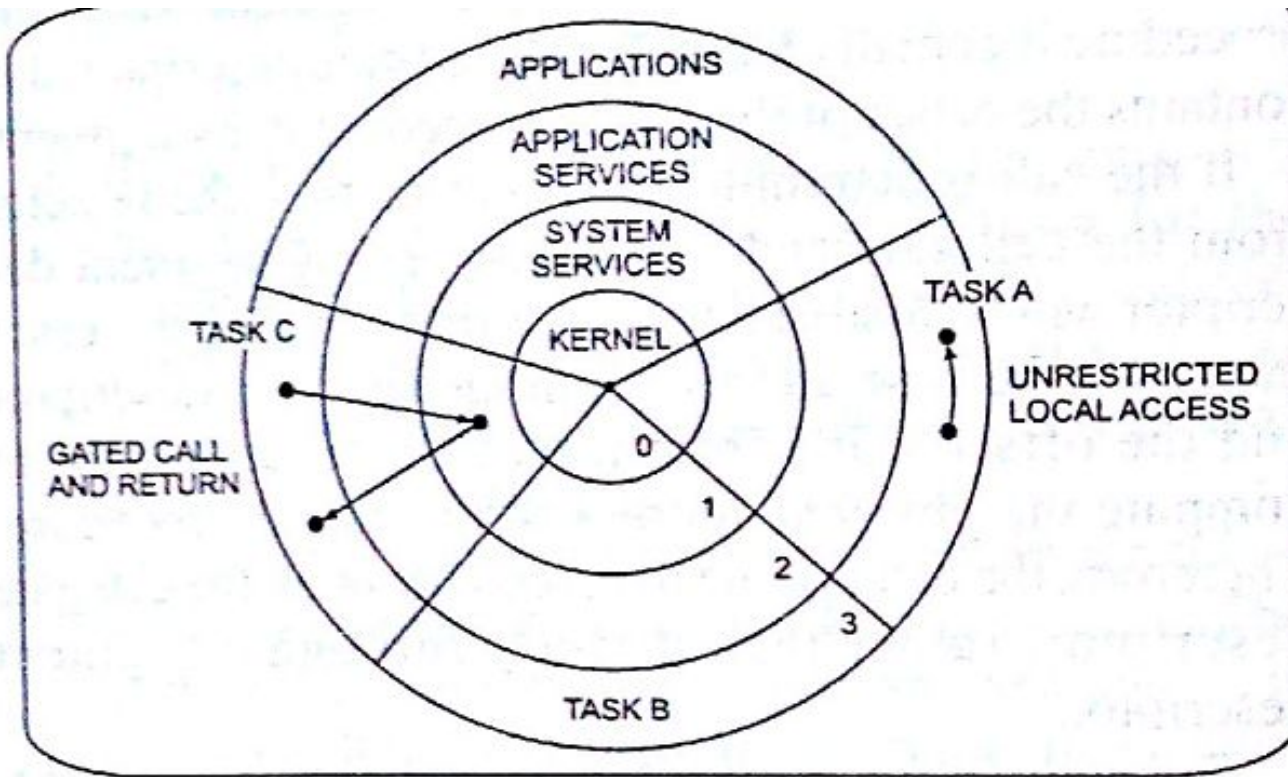 APPLICATIONS
APPLICATION
SERVICES
SYSTEM
SERVICES
KERNEL
TASK A
TASK C
UNRESTRICTED
LOCAL ACCESS
GATED CALL
AND RETURN
0
1
2
3
TASK B